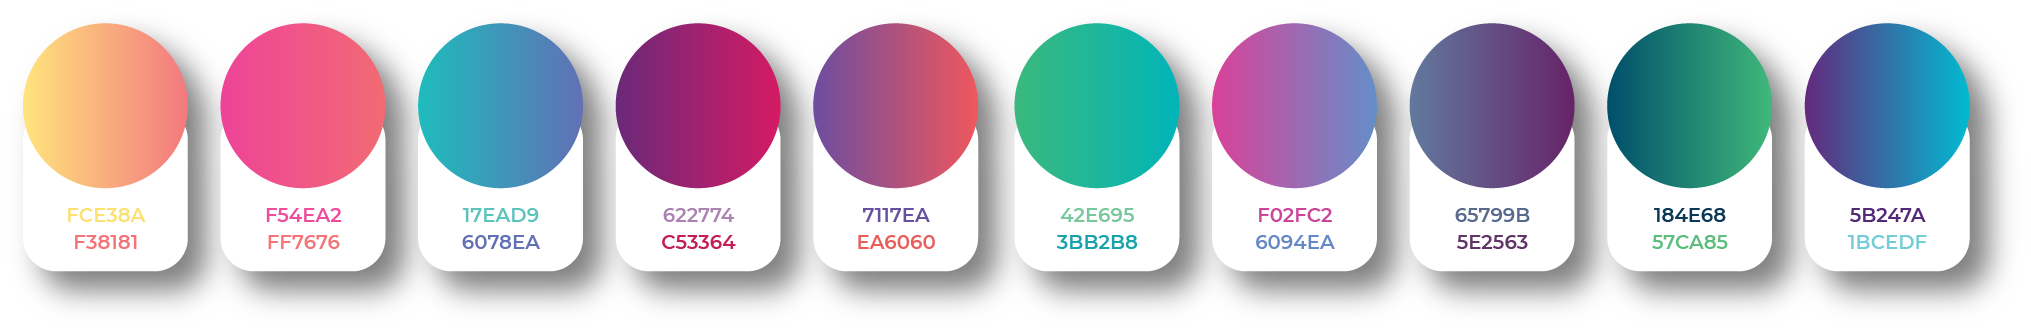 FCE38A
F38181
F54EA2
FF7676
17EAD9
6078EA
622774
C53364
7117EA
EA6060
42E695
3BB2B8
F02FC2
6094EA
65799B
5E2563
184E68
57CA85
5B247A
1BCEDF